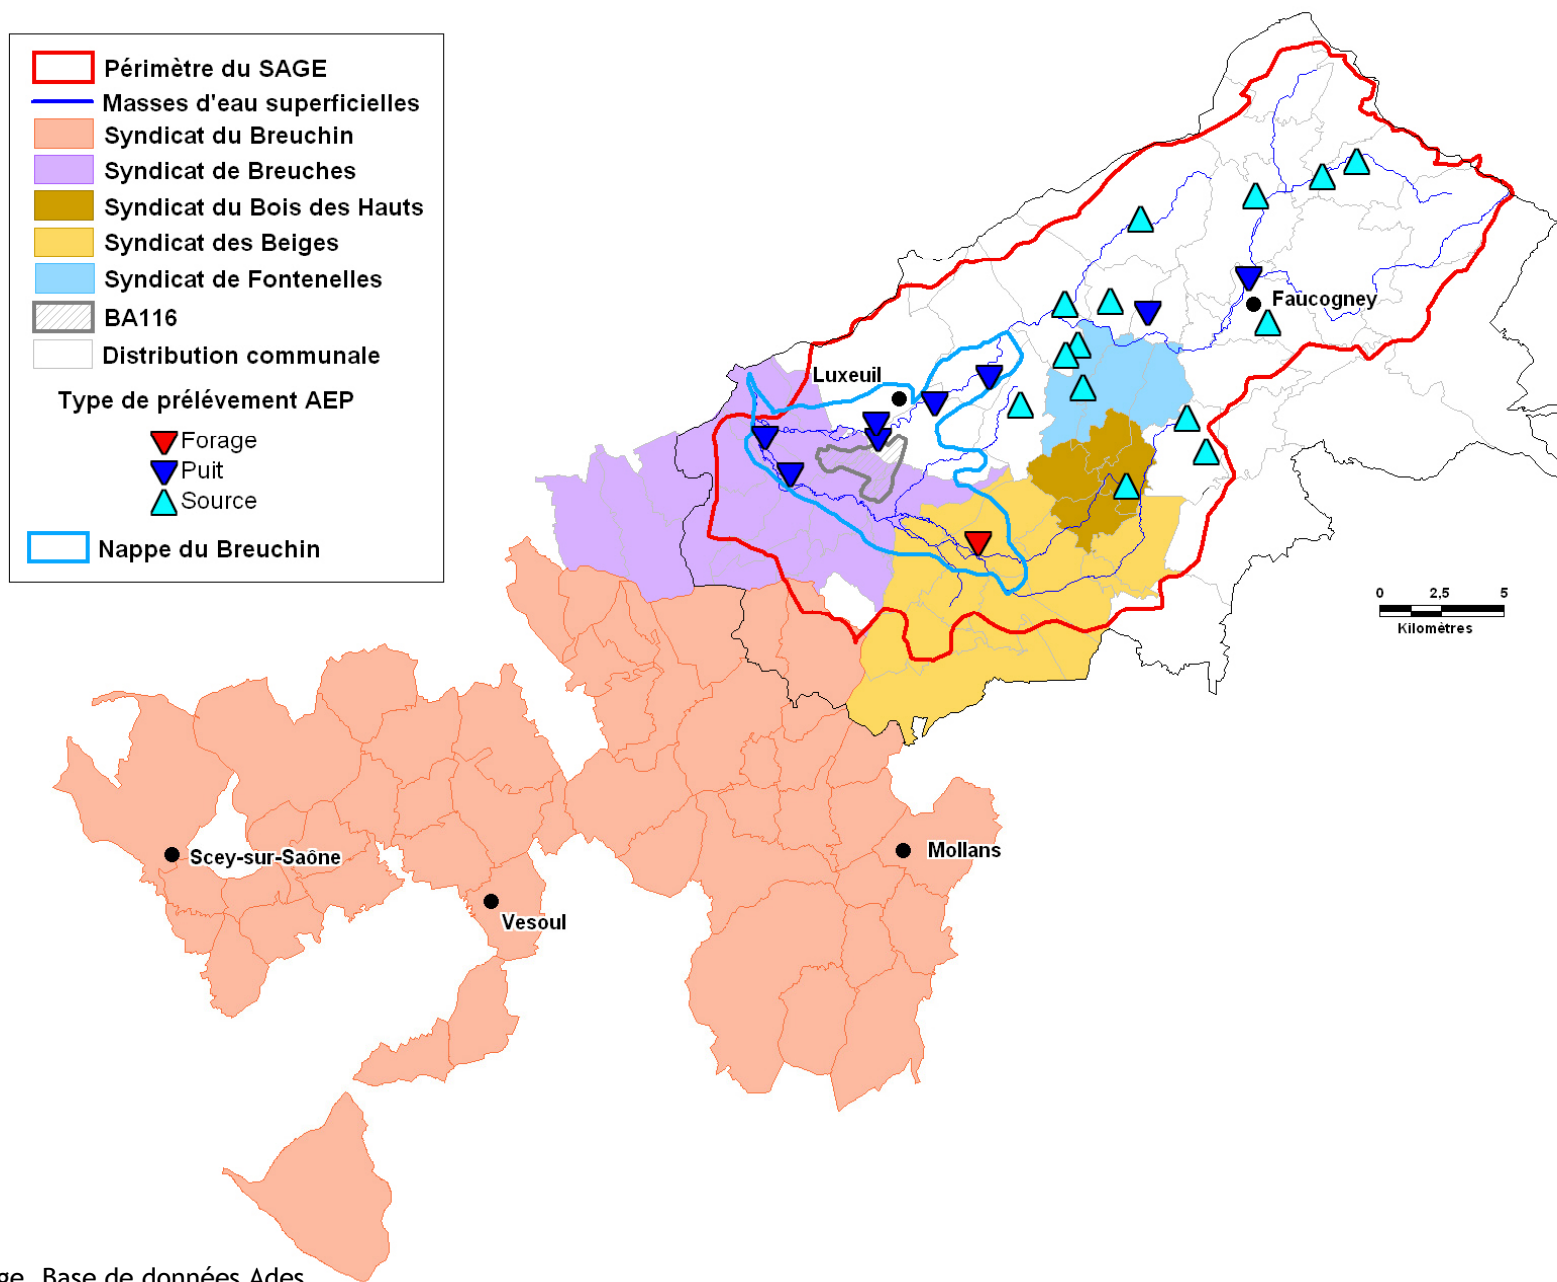 Périmètre du SAGE
Masses d'eau superficielles
Syndicat du Breuchin
Syndicat de Breuches
Syndicat du Bois des Hauts
Syndicat des Beiges
Syndicat de Fontenelles
BA116
Distribution communale
Type de prélévement AEP
Forage
Puit
Source
Nappe du Breuchin
Faucogney
Luxeuil
0 2,5 5
Kilomètres
Mollans
Scey-sur-Saône
Vesoul
Base de données Ades